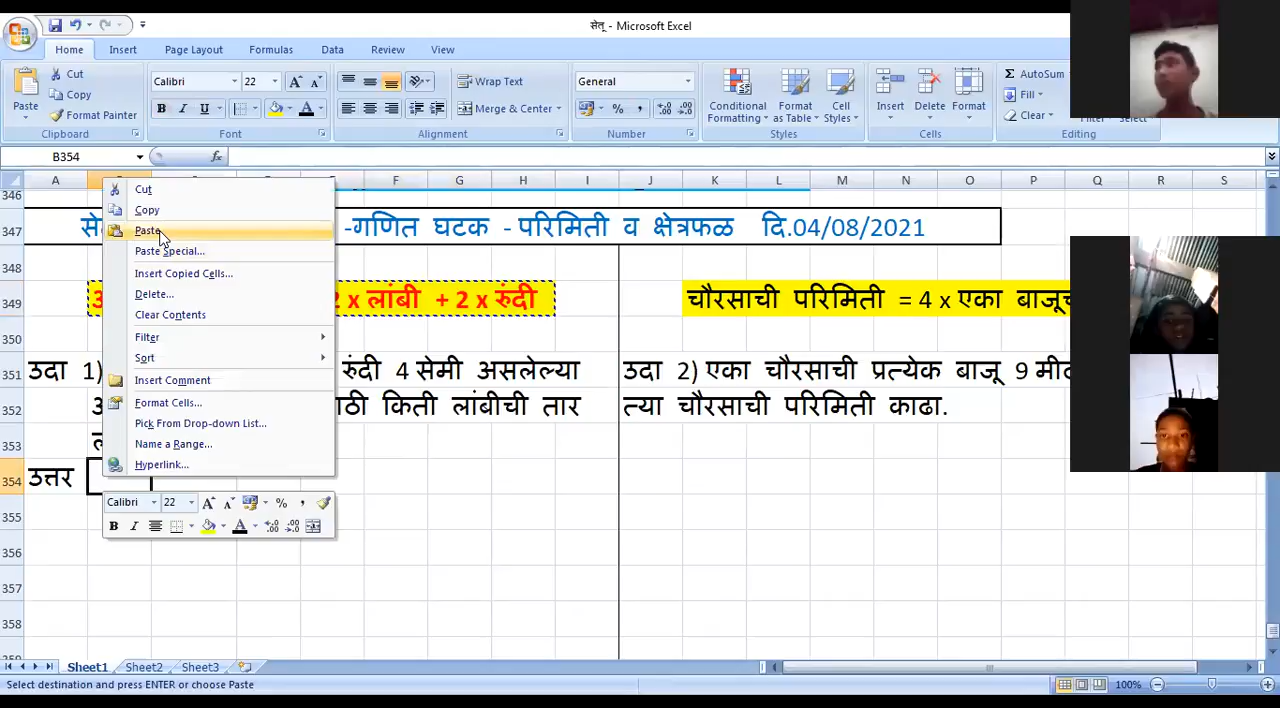 सेतू - Microsoft Excel
Home Insert Page Layout Formulas Data Review View
Paste
Cut
Copy
Format Painter
Clipboard
Calibri 22
B I U
Font
Wrap Text
Merge & Center
Alignment
General
% ,
Number
Conditional Formatting
Format as Table
Cell Styles
Styles
Insert Delete Format
Cells
AutoSum
Fill
Clear
Editing
B354 fx
A F G H J K L M N O P Q R S
346
347 -गणित घटक - परिमिती व क्षेत्रफळ दि.04/08/2021
348
349 2 x लांबी + 2 x रुंदी चौरसाची परिमिती = 4 x एका
350
351 उदा 1) रुंदी 4 सेमी असलेल्या उदा 2) एका चौरसाची प्रत्येक बाजू 9
352 किती लांबीची तार त्या चौरसाची परिमिती काढा.
353
354 उत्तर
355
356
357
358
Cut
Copy
Paste
Paste Special...
Insert Copied Cells...
Delete...
Clear Contents
Filter
Sort
Insert Comment
Format Cells...
Pick From Drop-down List...
Name a Range...
Hyperlink...
Calibri 22 A A % ,
B I A
Sheet1 Sheet2 Sheet3
Select destination and press ENTER or choose Paste 100%